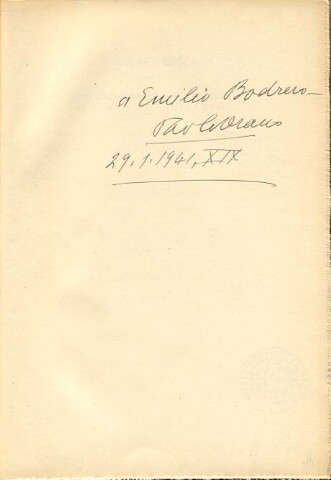 a Emilio Bodrero –
Paolo Orano
29.1.1941, XIX